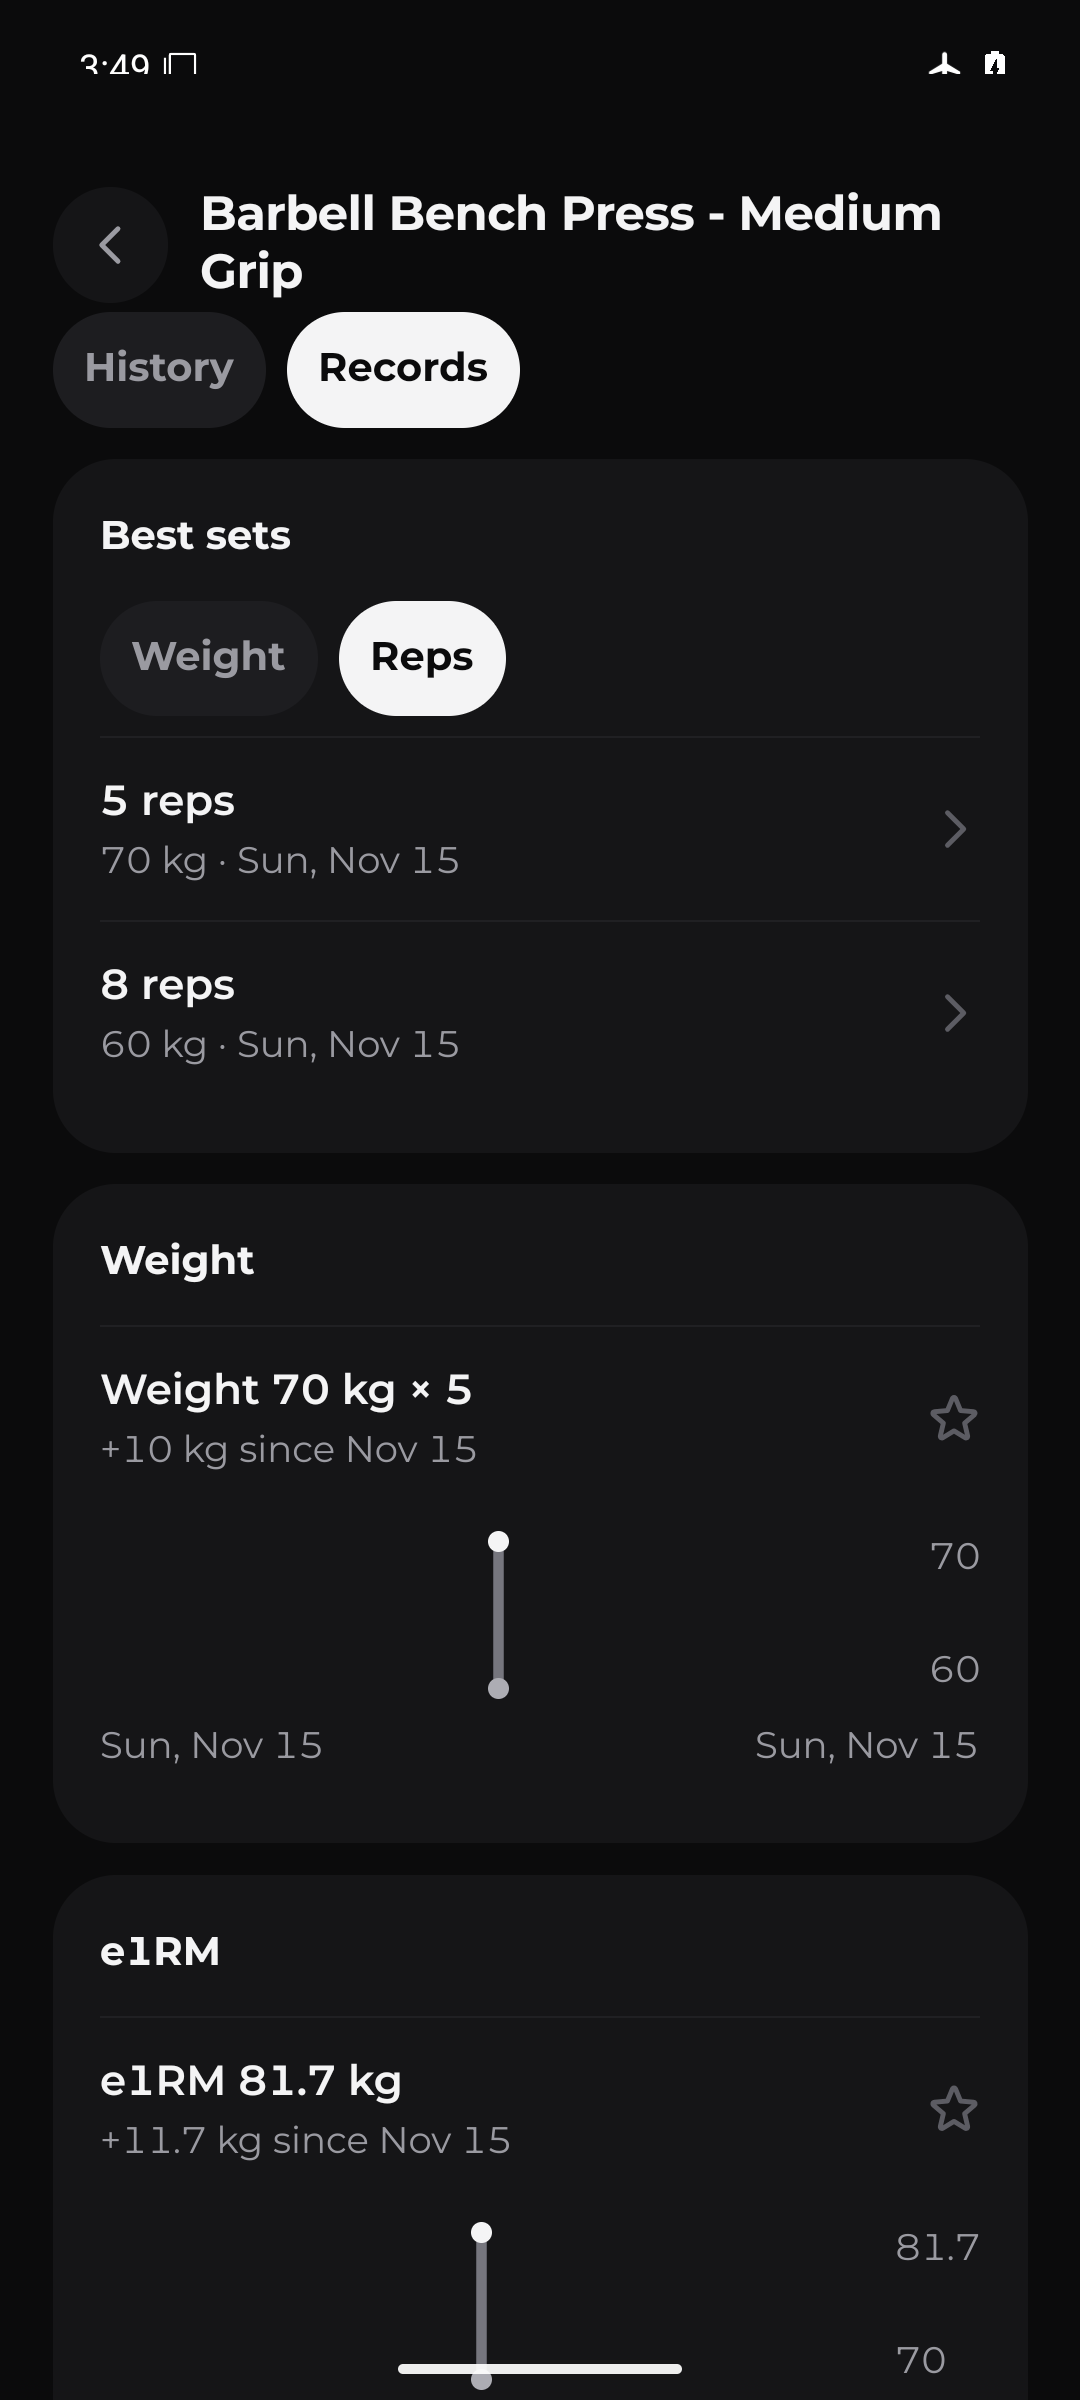 3:49
Barbell Bench Press - Medium
Grip
History
Records
Best sets
Weight
Reps
5 reps
70 kg · Sun, Nov 15
8 reps
60 kg · Sun, Nov 15
Weight
Weight 70 kg × 5
+10 kg since Nov 15
70
60
Sun, Nov 15
Sun, Nov 15
e1RM
e1RM 81.7 kg
+11.7 kg since Nov 15
81.7
70